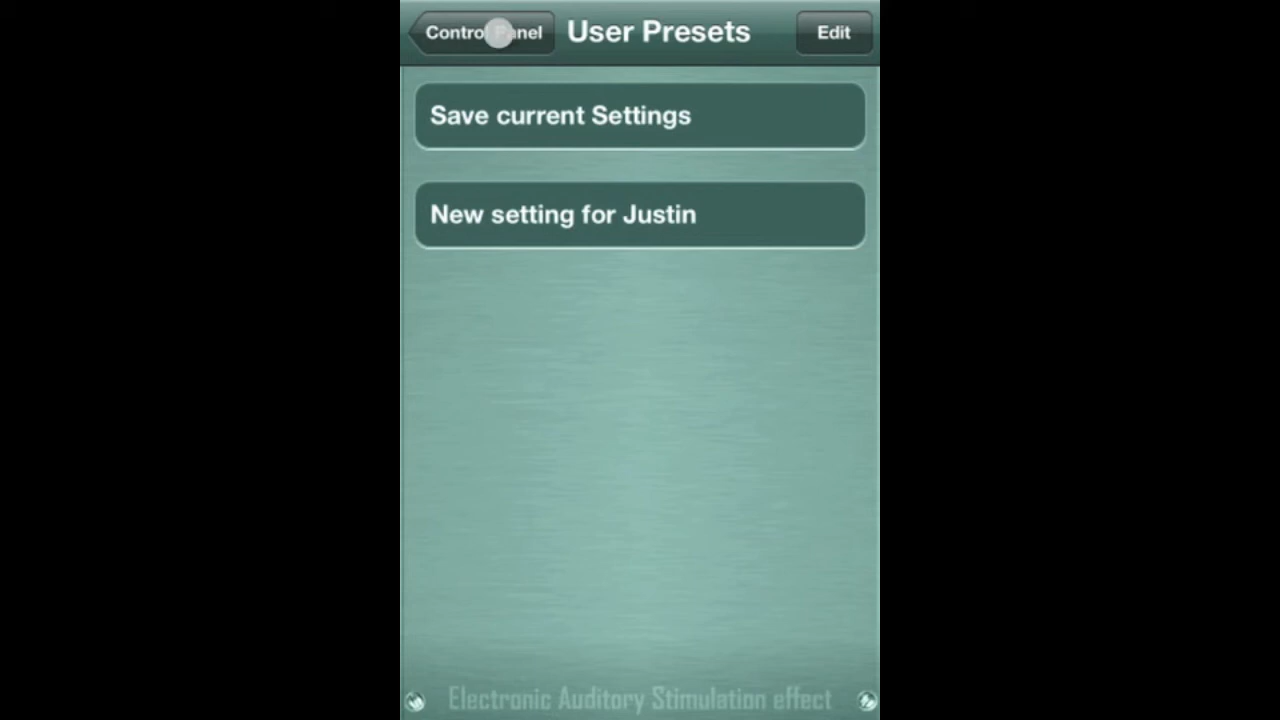 Control Panel
User Presets
Edit
Save current Settings
New setting for Justin
Electronic Auditory Stimulation effect